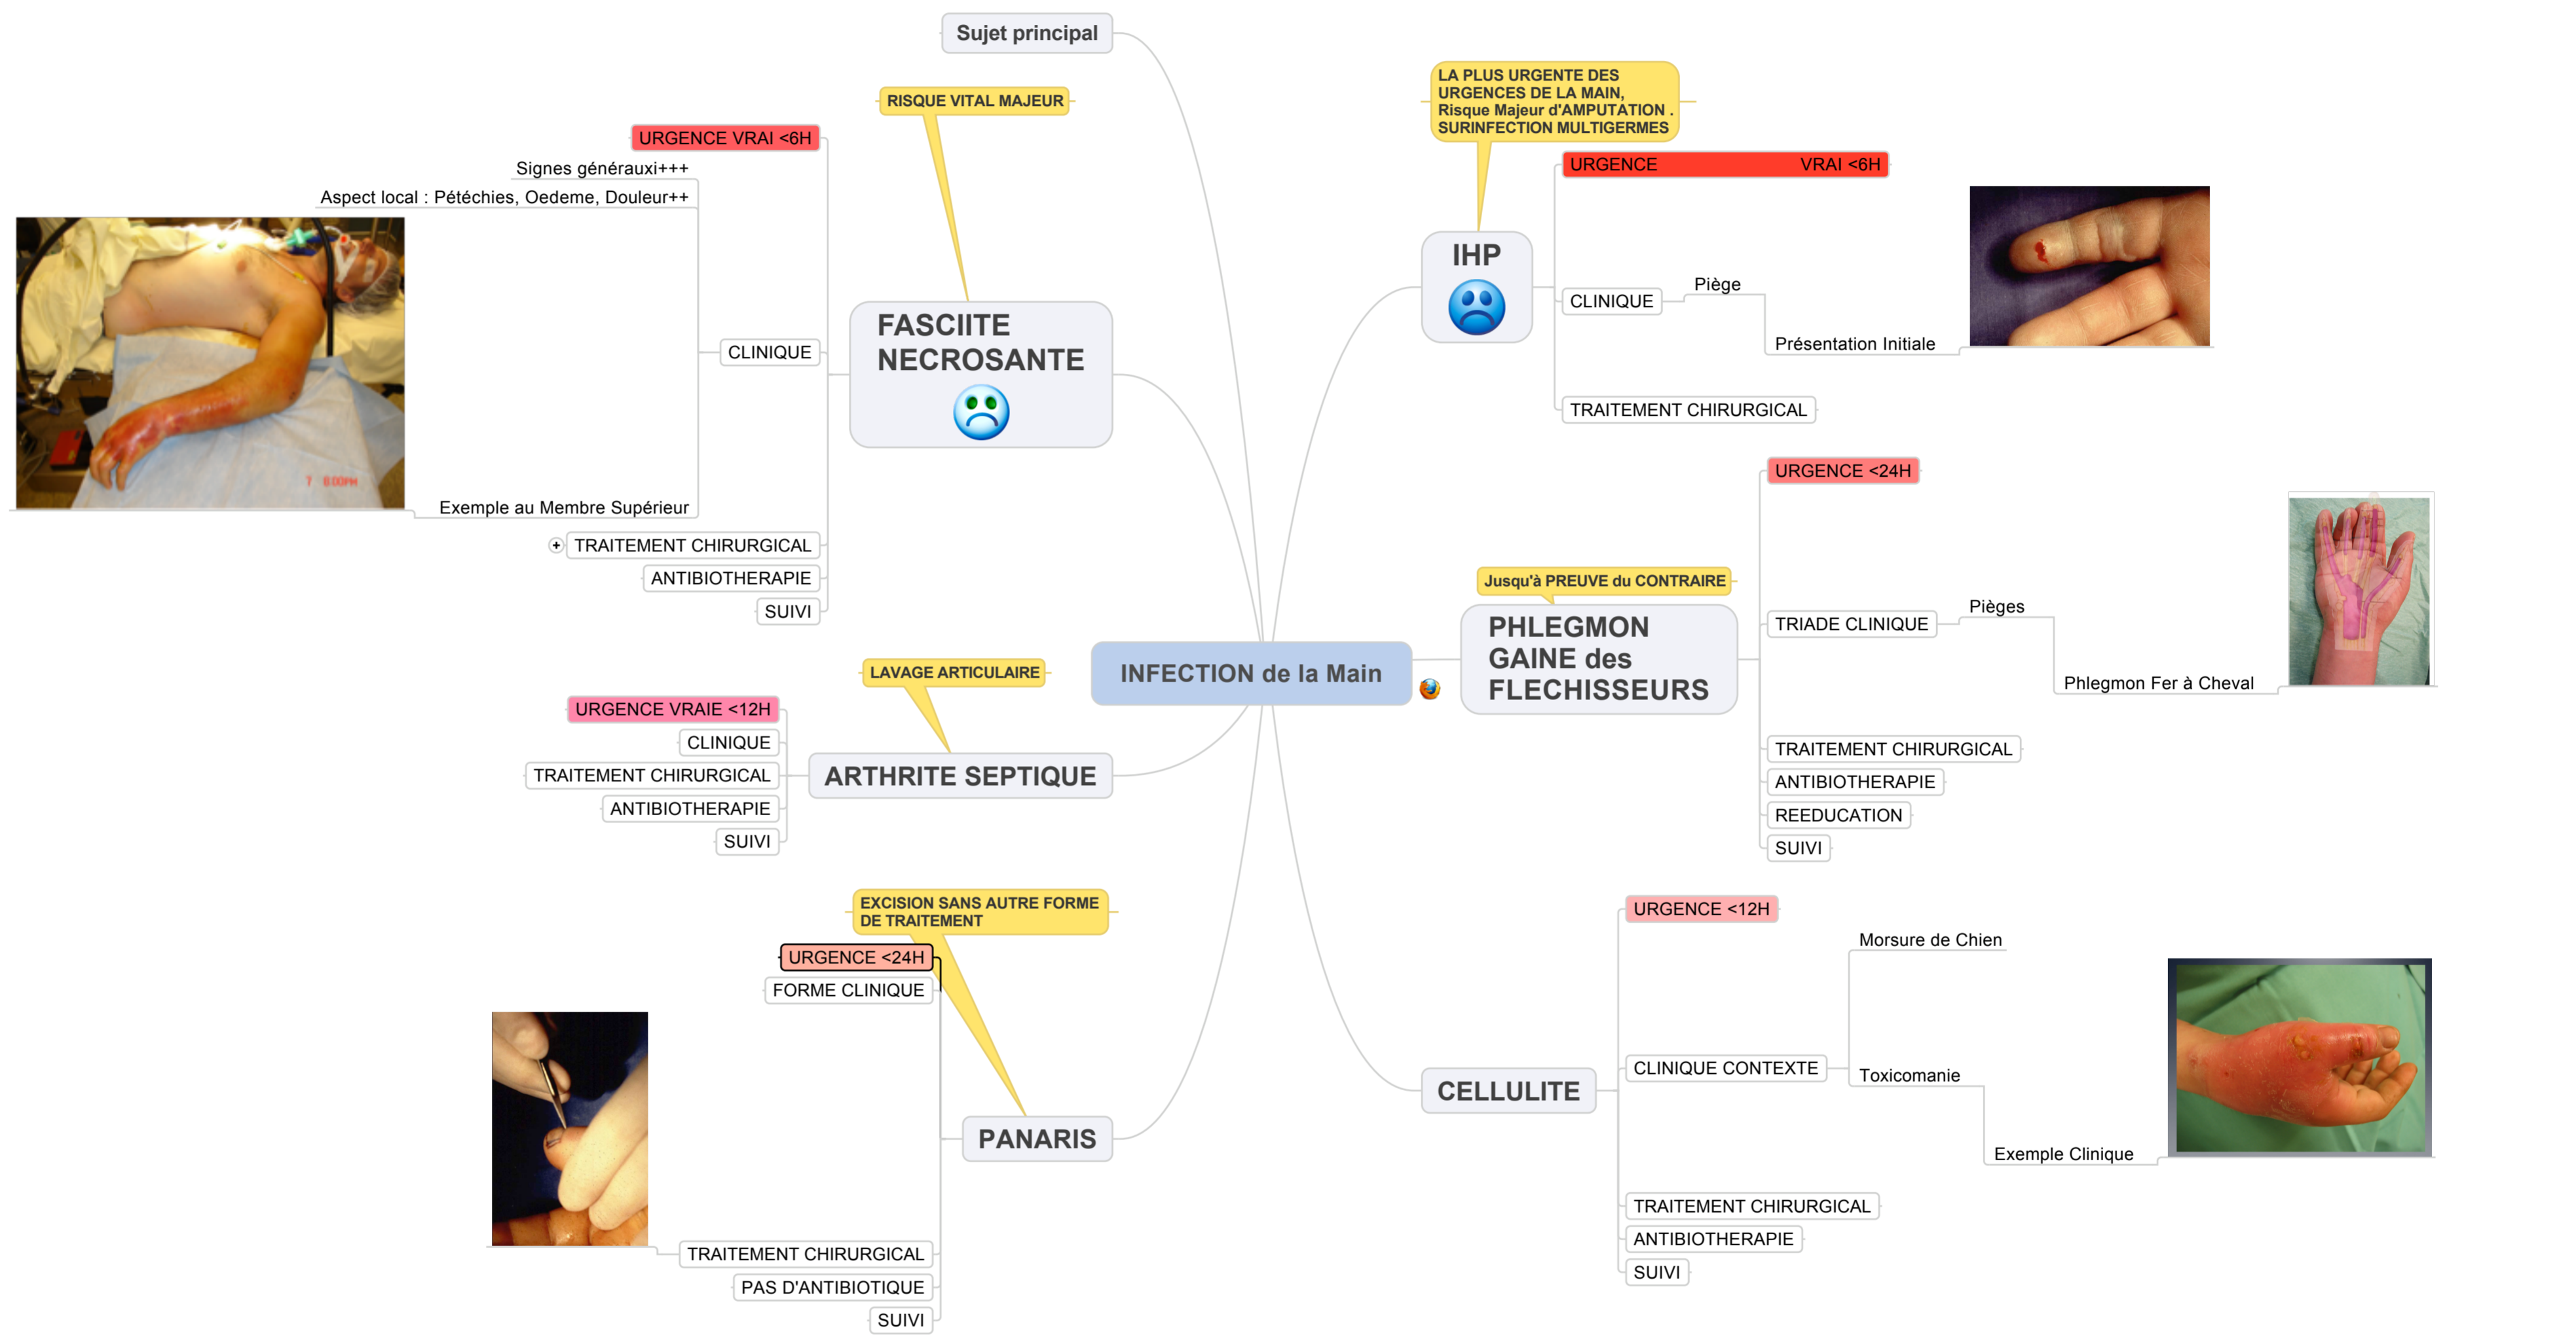 Sujet principal
RISQUE VITAL MAJEUR
URGENCE VRAI <6H
Signes générauxi+++
Aspect local : Pétéchies, Oedeme, Douleur++
FASCIITE
NECROSANTE
CLINIQUE
7 8:00PM
Exemple au Membre Supérieur
TRAITEMENT CHIRURGICAL
ANTIBIOTHERAPIE
SUIVI
LAVAGE ARTICULAIRE
URGENCE VRAIE <12H
CLINIQUE
TRAITEMENT CHIRURGICAL
ARTHRITE SEPTIQUE
ANTIBIOTHERAPIE
SUIVI
EXCISION SANS AUTRE FORME
DE TRAITEMENT
URGENCE <24H
FORME CLINIQUE
PANARIS
TRAITEMENT CHIRURGICAL
PAS D'ANTIBIOTIQUE
SUIVI
INFECTION de la Main
LA PLUS URGENTE DES
URGENCES DE LA MAIN,
Risque Majeur d'AMPUTATION .
SURINFECTION MULTIGERMES
URGENCE VRAI <6H
IHP
CLINIQUE
Piège
Présentation Initiale
TRAITEMENT CHIRURGICAL
Jusqu'à PREUVE du CONTRAIRE
PHLEGMON
GAINE des
FLECHISSEURS
URGENCE <24H
TRIADE CLINIQUE
Pièges
Phlegmon Fer à Cheval
TRAITEMENT CHIRURGICAL
ANTIBIOTHERAPIE
REEDUCATION
SUIVI
CELLULITE
URGENCE <12H
CLINIQUE CONTEXTE
Morsure de Chien
Toxicomanie
Exemple Clinique
TRAITEMENT CHIRURGICAL
ANTIBIOTHERAPIE
SUIVI